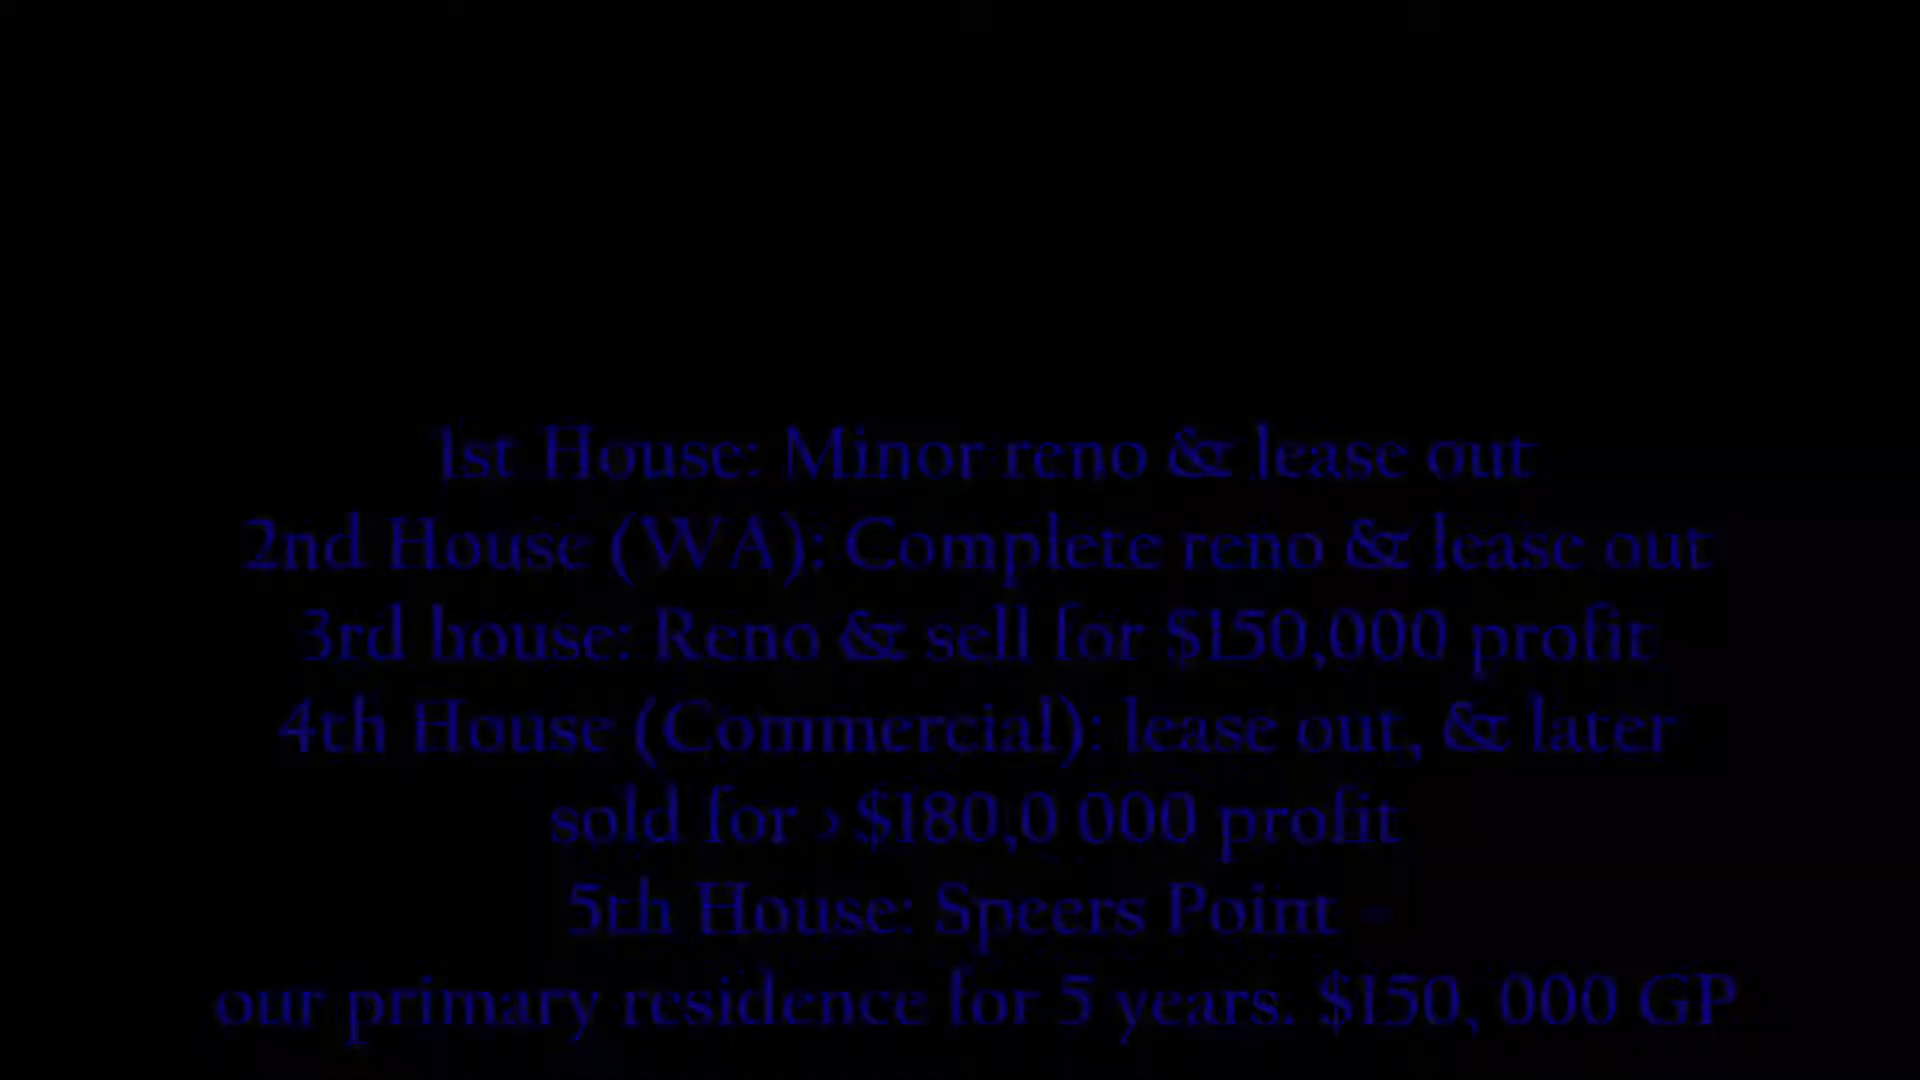 1st House: Minor reno & lease out
2nd House (WA): Complete reno & lease out
3rd house: Reno & sell for $150,000 profit
4th House (Commercial): lease out, & later
sold for >$180,0 000 profit
5th House: Speers Point -
our primary residence for 5 years. $150, 000 GP